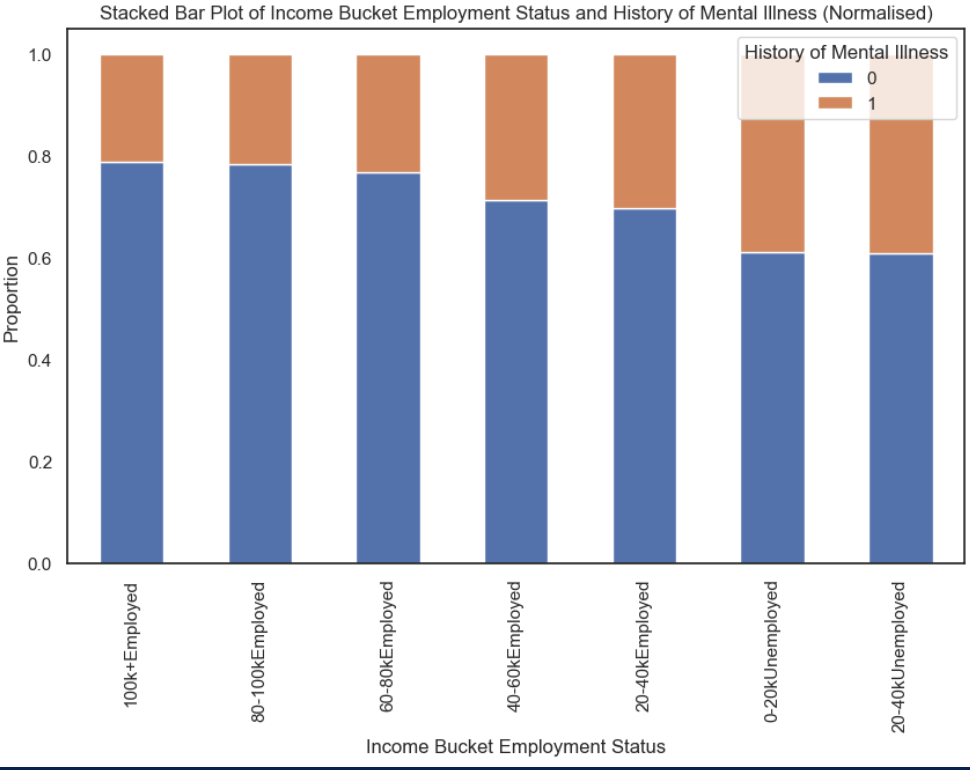 Stacked Bar Plot of Income Bucket Employment Status and History of Mental Illness (Normalised)
History of Mental Illness
0
1
Proportion
1.0
0.8
0.6
0.4
0.2
0.0
100k+Employed
80-100kEmployed
60-80kEmployed
40-60kEmployed
20-40kEmployed
0-20kUnemployed
20-40kUnemployed
Income Bucket Employment Status